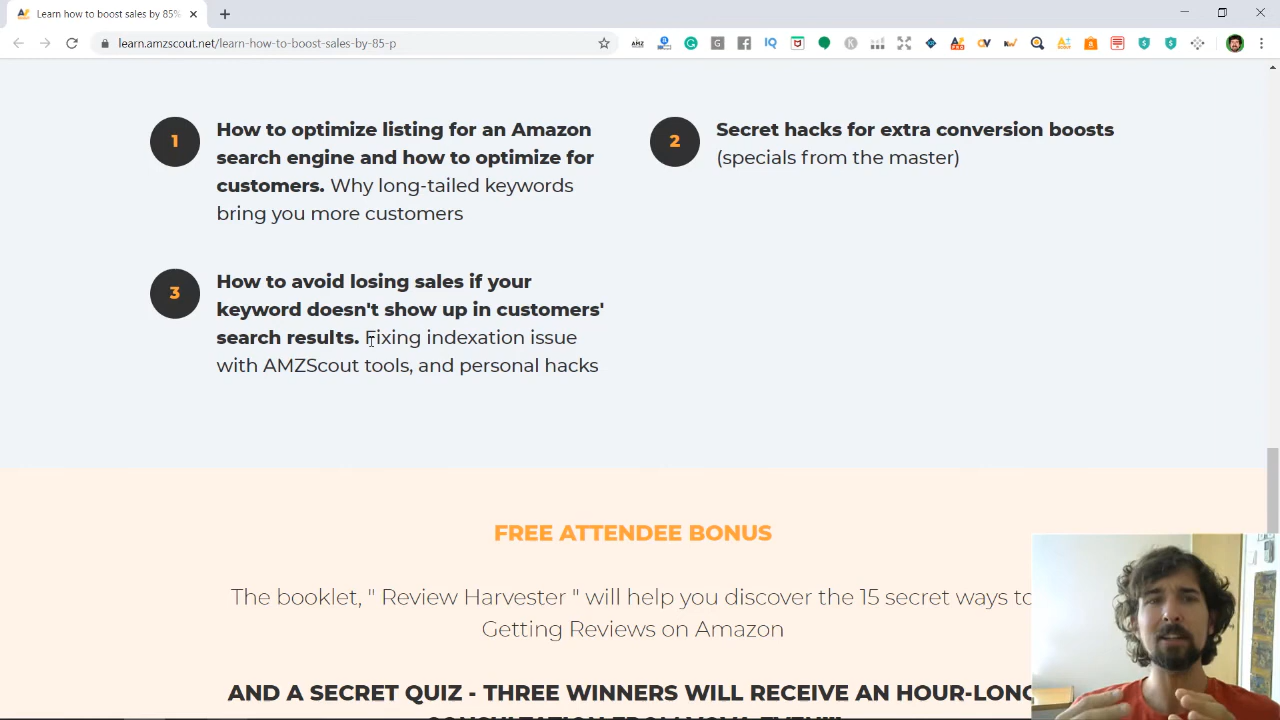 Learn how to boost sales by 85%
learn.amzscout.net/learn-how-to-boost-sales-by-85-p
1
How to optimize listing for an Amazon
search engine and how to optimize for
customers. Why long-tailed keywords
bring you more customers
2
Secret hacks for extra conversion boosts
(specials from the master)
3
How to avoid losing sales if your
keyword doesn't show up in customers'
search results. Fixing indexation issue
with AMZScout tools, and personal hacks
FREE ATTENDEE BONUS
The booklet, " Review Harvester " will help you discover the 15 secret ways to
Getting Reviews on Amazon
AND A SECRET QUIZ - THREE WINNERS WILL RECEIVE AN HOUR-LONG